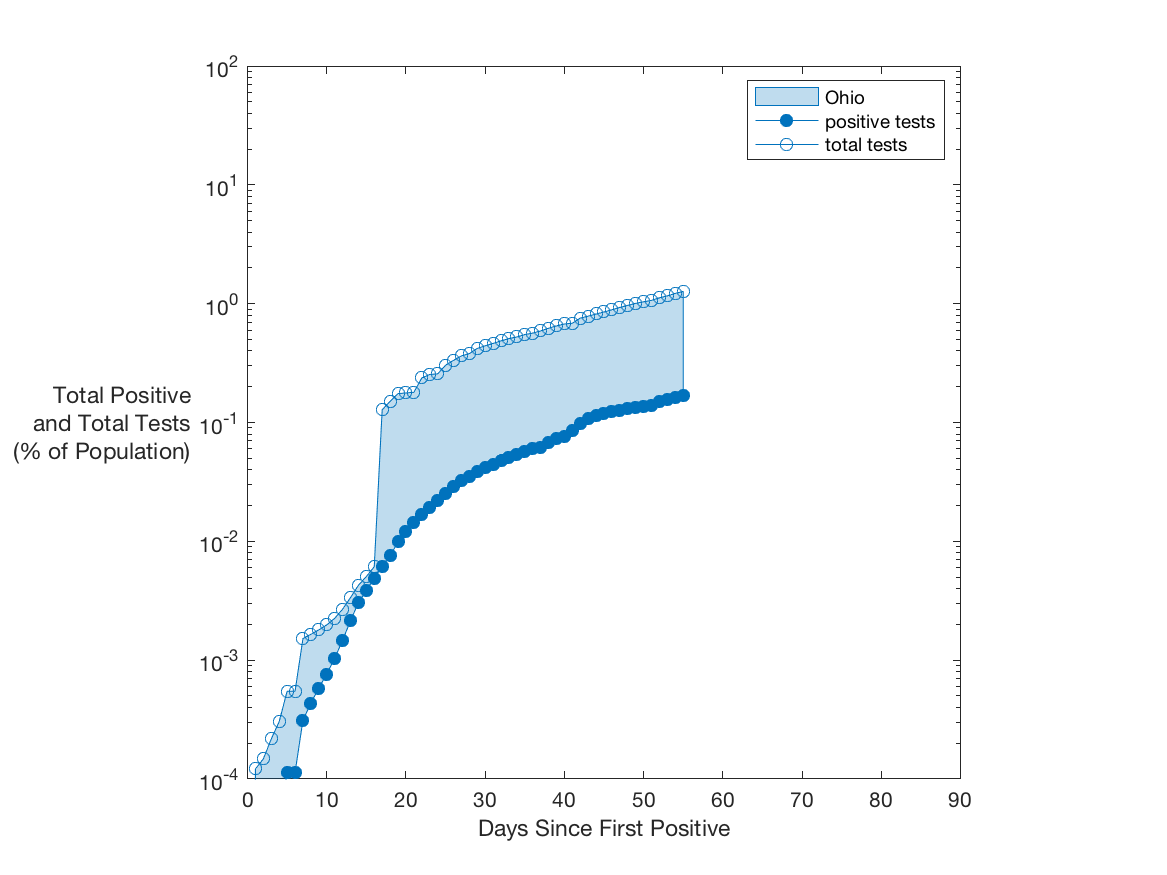 10^2
10^1
10^0
10^-1
10^-2
10^-3
10^-4
Total Positive
and Total Tests
(% of Population)
Ohio
positive tests
total tests
0 10 20 30 40 50 60 70 80 90
Days Since First Positive